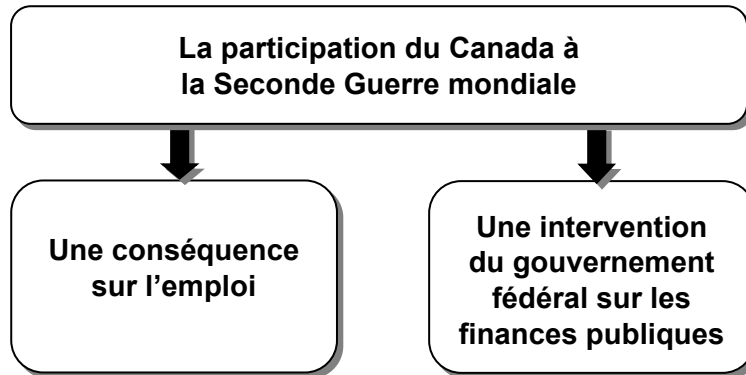 La participation du Canada à
la Seconde Guerre mondiale
Une conséquence
sur l’emploi
Une intervention
du gouvernement
fédéral sur les
finances publiques